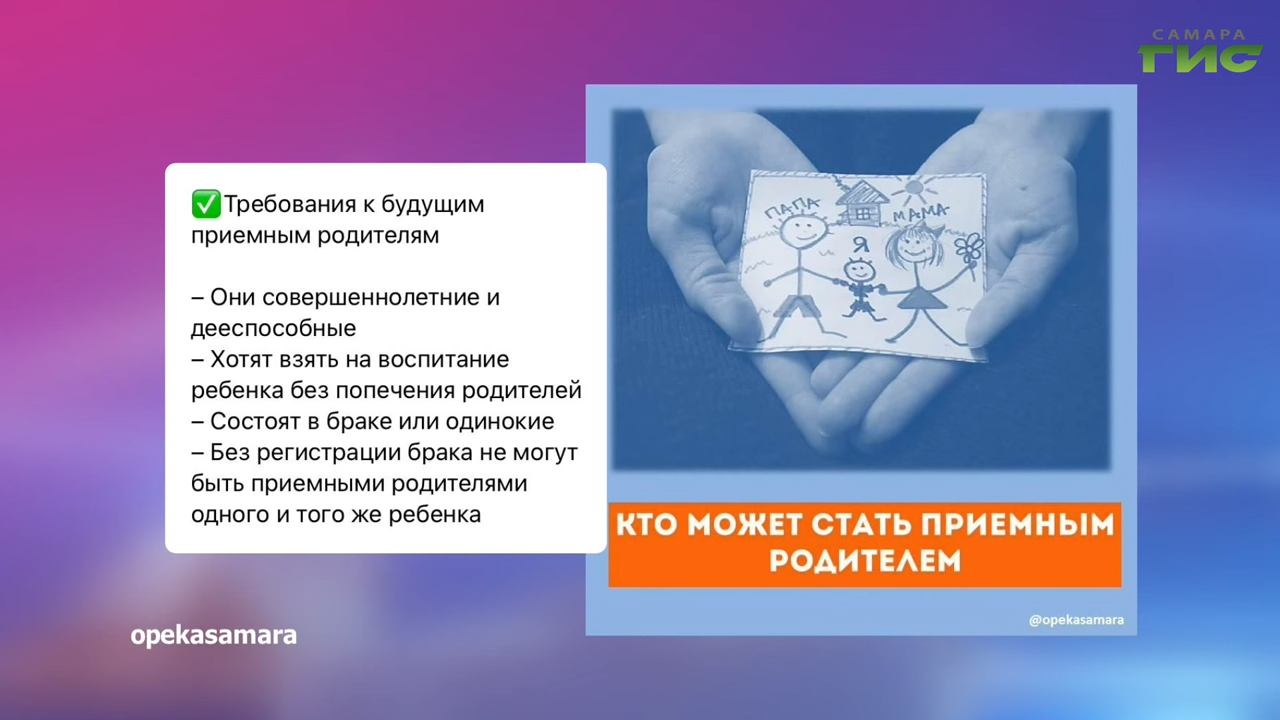 САМАРА
ГИС
✅Требования к будущим
приемным родителям
– Они совершеннолетние и
дееспособные
– Хотят взять на воспитание
ребенка без попечения родителей
– Состоят в браке или одинокие
– Без регистрации брака не могут
быть приемными родителями
одного и того же ребенка
ПАПА
МАМА
Я
КТО МОЖЕТ СТАТЬ ПРИЕМНЫМ
РОДИТЕЛЕМ
@opekasamara
opekasamara